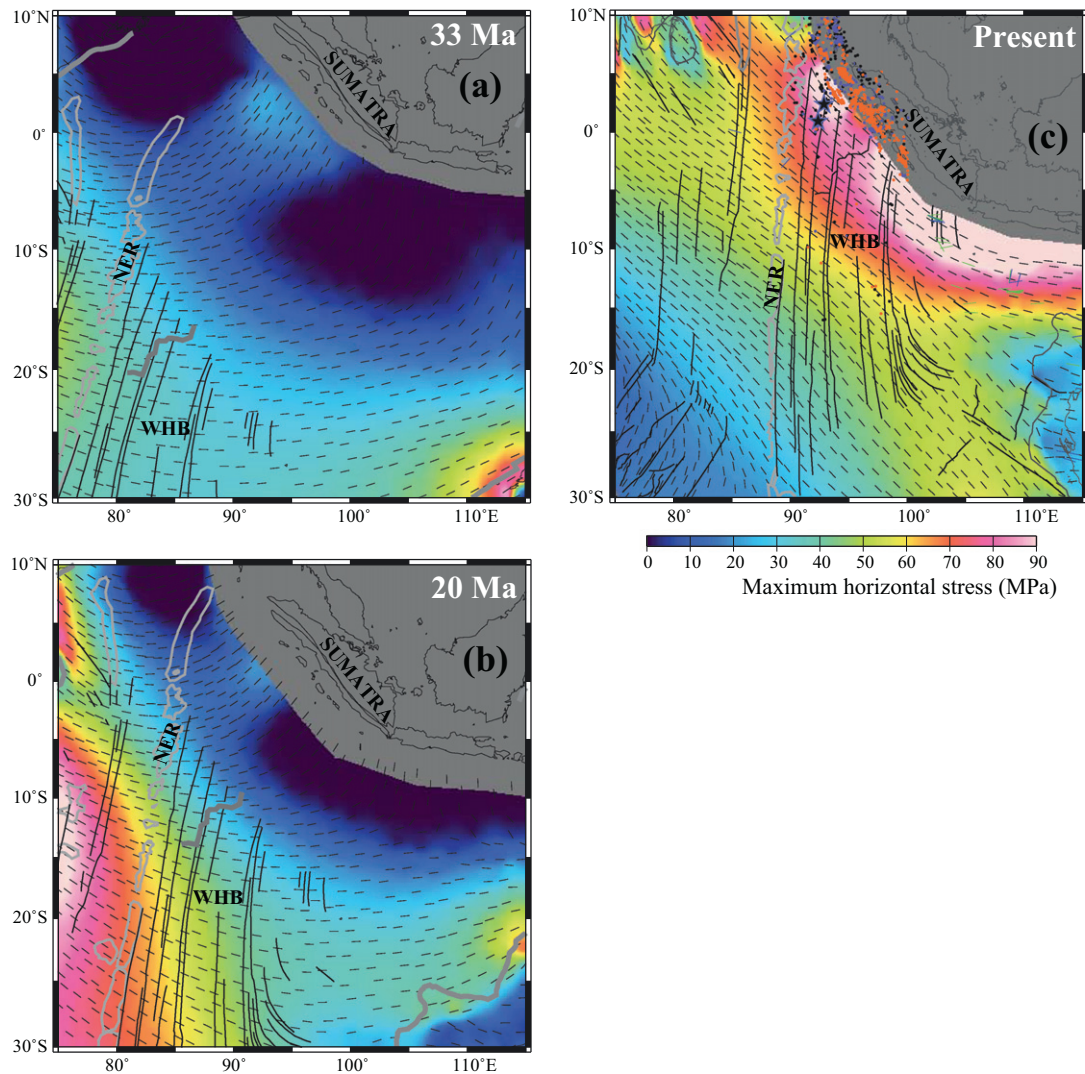 10°N
33 Ma
(a)
SUMATRA
0°
NER
10°S
20°S
WHB
30°S
80°
90°
100°
110°E
10°N
Present
(c)
SUMATRA
0°
10°S
WHB
NER
20°S
30°S
80°
90°
100°
110°E
0 10 20 30 40 50 60 70 80 90
Maximum horizontal stress (MPa)
10°N
20 Ma
(b)
SUMATRA
0°
NER
10°S
WHB
20°S
30°S
80°
90°
100°
110°E